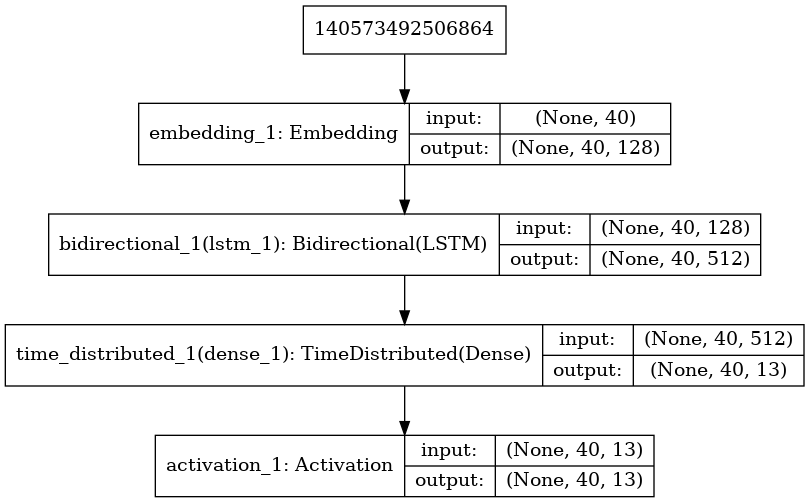 140573492506864
embedding_1: Embedding
input: (None, 40)
output: (None, 40, 128)
bidirectional_1(lstm_1): Bidirectional(LSTM)
input: (None, 40, 128)
output: (None, 40, 512)
time_distributed_1(dense_1): TimeDistributed(Dense)
input: (None, 40, 512)
output: (None, 40, 13)
activation_1: Activation
input: (None, 40, 13)
output: (None, 40, 13)